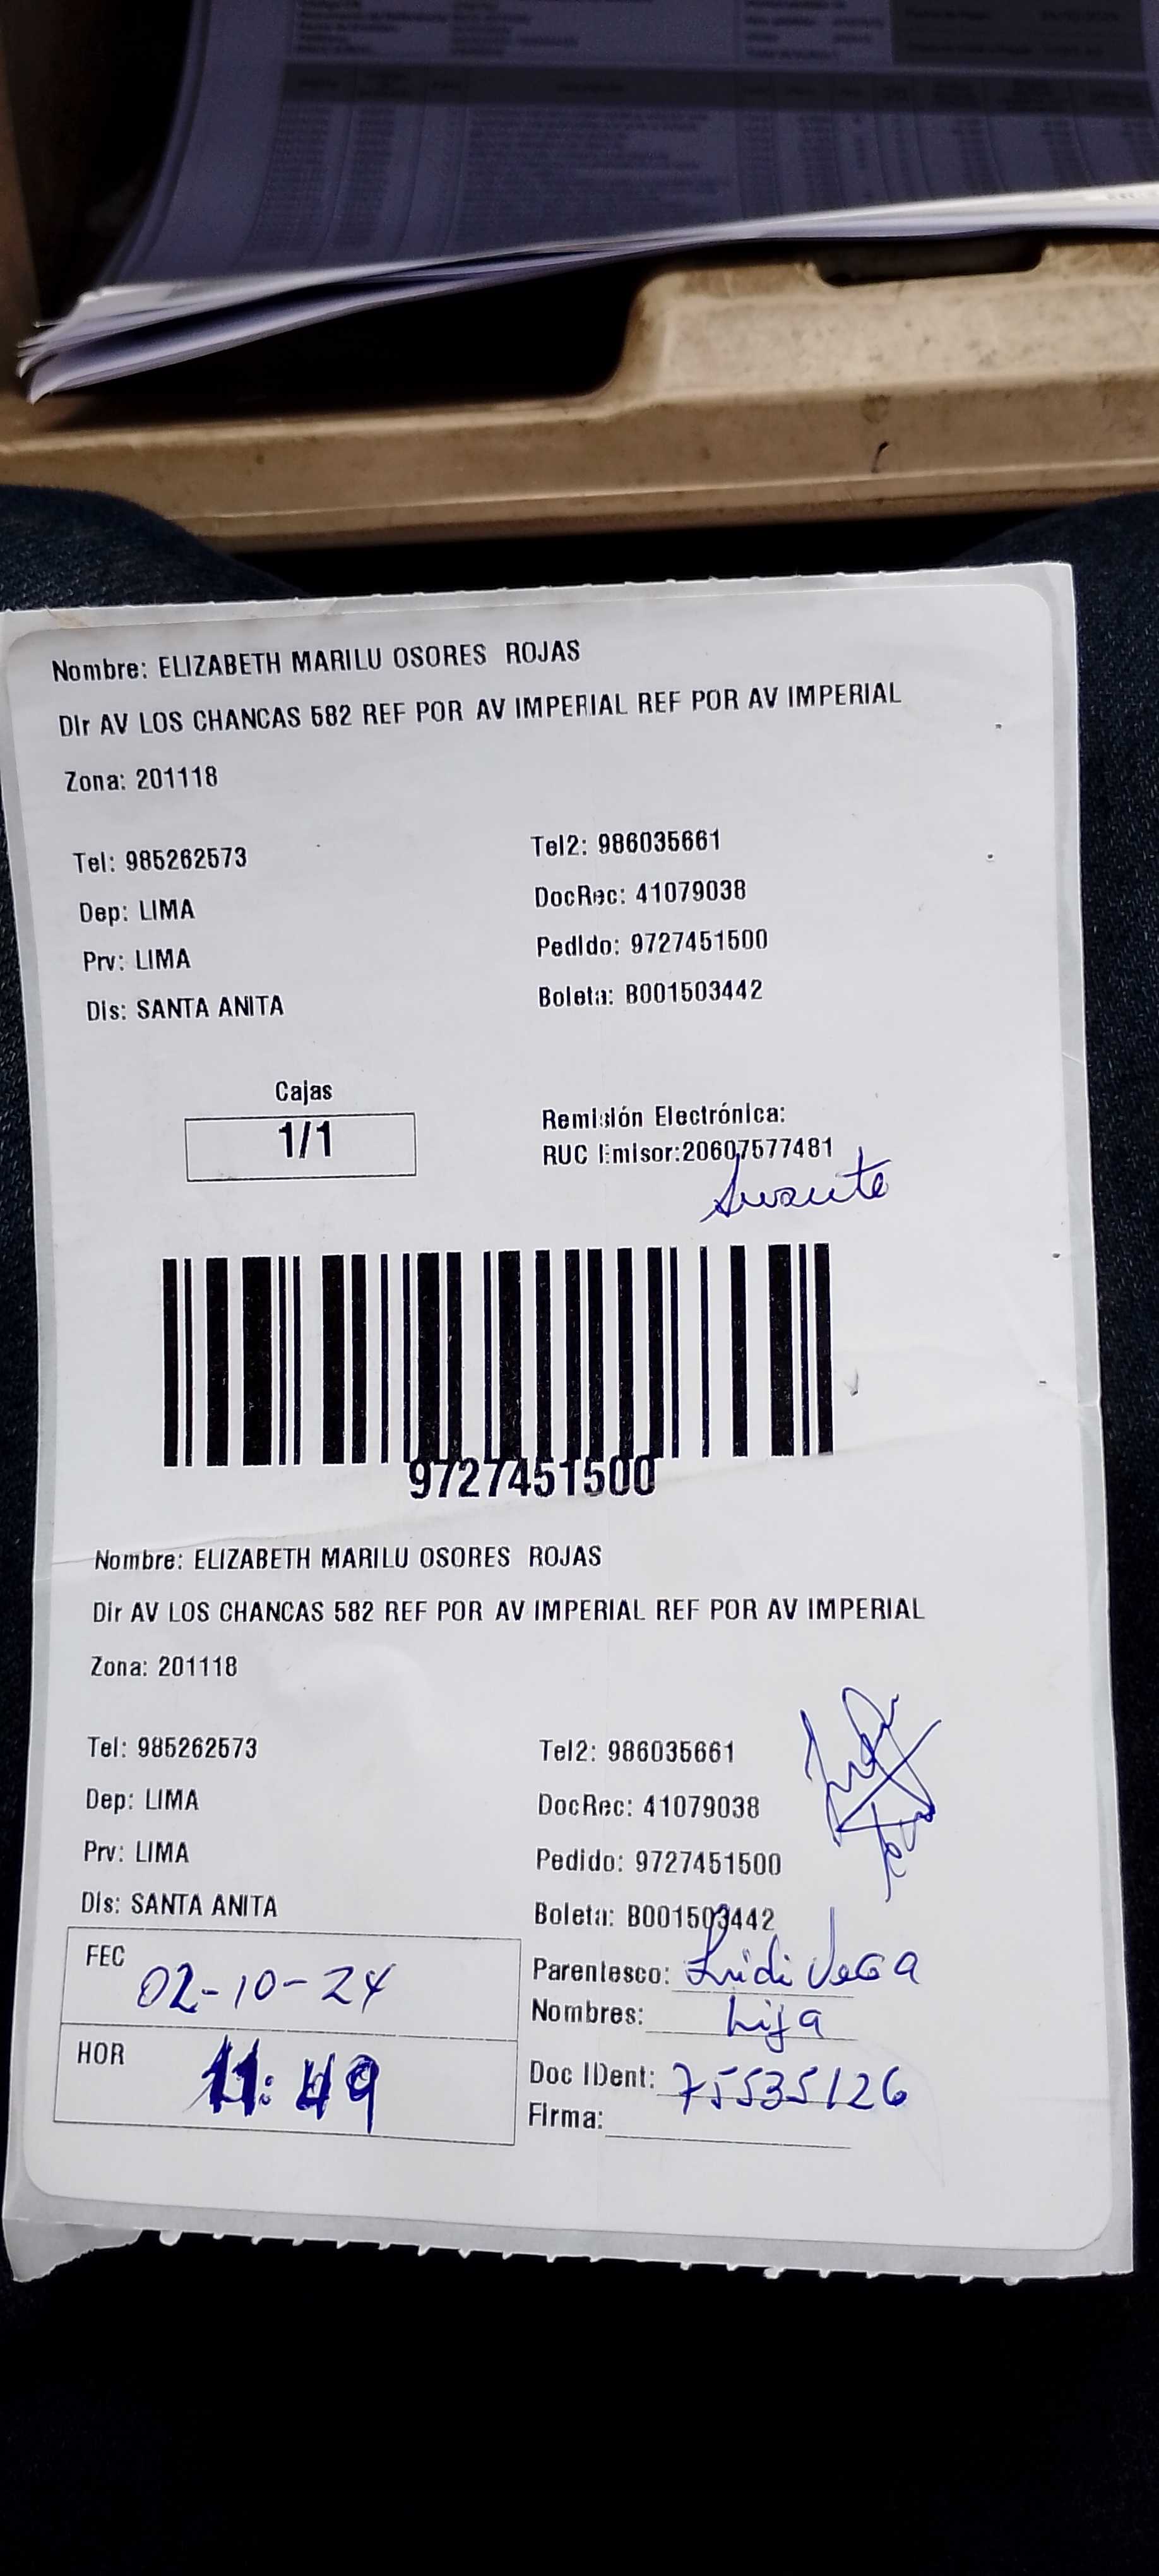 Nombre: ELIZABETH MARILU OSORES ROJAS
Dir AV LOS CHANCAS 582 REF POR AV IMPERIAL REF POR AV IMPERIAL
Zona: 201118
Tel: 985262573 Tel2: 986035661
Dep: LIMA DocRec: 41079038
Prv: LIMA Pedido: 9727451500
Dis: SANTA ANITA Boleta: B001503442
Cajas
1/1
Remisión Electrónica:
RUC Emisor:20607577481
9727451500
Nombre: ELIZABETH MARILU OSORES ROJAS
Dir AV LOS CHANCAS 582 REF POR AV IMPERIAL REF POR AV IMPERIAL
Zona: 201118
Tel: 985262573 Tel2: 986035661
Dep: LIMA DocRec: 41079038
Prv: LIMA Pedido: 9727451500
Dis: SANTA ANITA Boleta: B001503442
FEC 02-10-24
HOR 11:49
Parentesco: Vega
Nombres: hija
Doc IDent: 75535126
Firma: